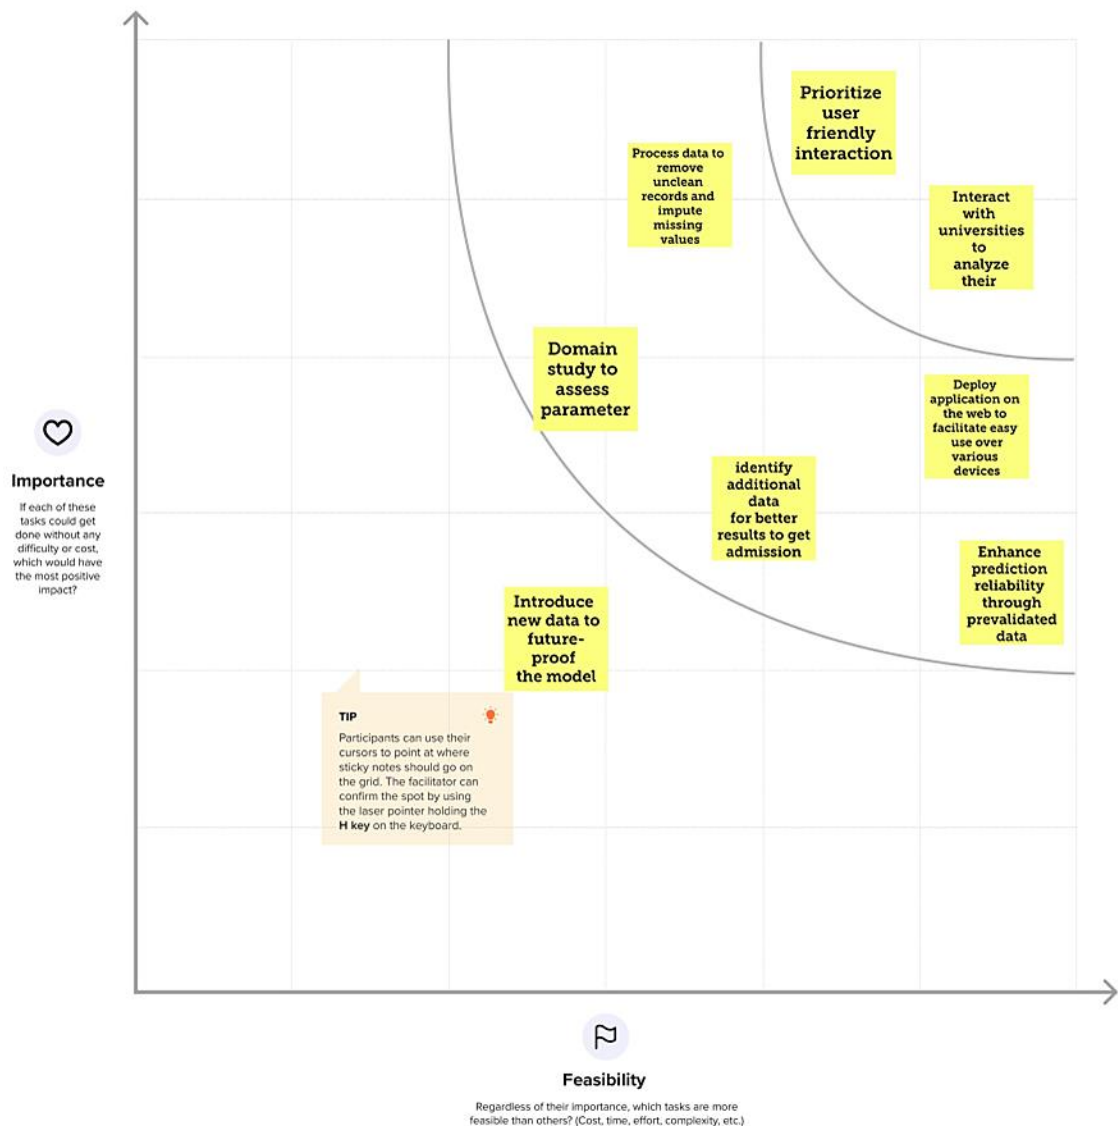 Prioritize
user
friendly
interaction
Process data to
remove
unclean
records and
impute
missing
values
Interact
with
universities
to
analyze
their
Domain
study to
assess
parameter
Deploy
application on
the web to
facilitate easy
use over
various
devices
identify
additional
data
for better
results to get
admission
Enhance
prediction
reliability
through
prevalidated
data
Introduce
new data to
future-
proof
the model
Importance
If each of these
tasks could get
done without any
difficulty or cost,
which would have
the most positive
impact?
TIP
Participants can use their
cursors to point at where
sticky notes should go on
the grid. The facilitator can
confirm the spot by using
the laser pointer holding the
H key on the keyboard.
Feasibility
Regardless of their importance, which tasks are more
feasible than others? (Cost, time, effort, complexity, etc.)